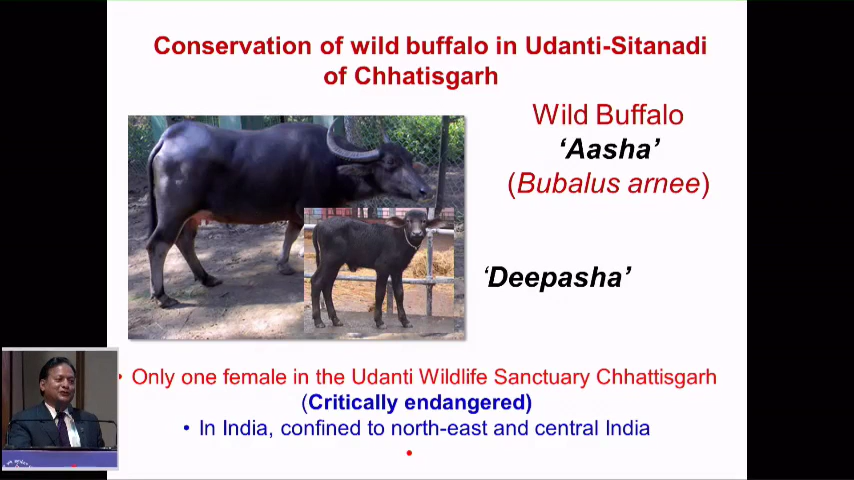 Conservation of wild buffalo in Udanti-Sitanadi
of Chhatisgarh
Wild Buffalo
‘Aasha’
(Bubalus arnee)
‘Deepasha’
• Only one female in the Udanti Wildlife Sanctuary Chhattisgarh
(Critically endangered)
• In India, confined to north-east and central India
•